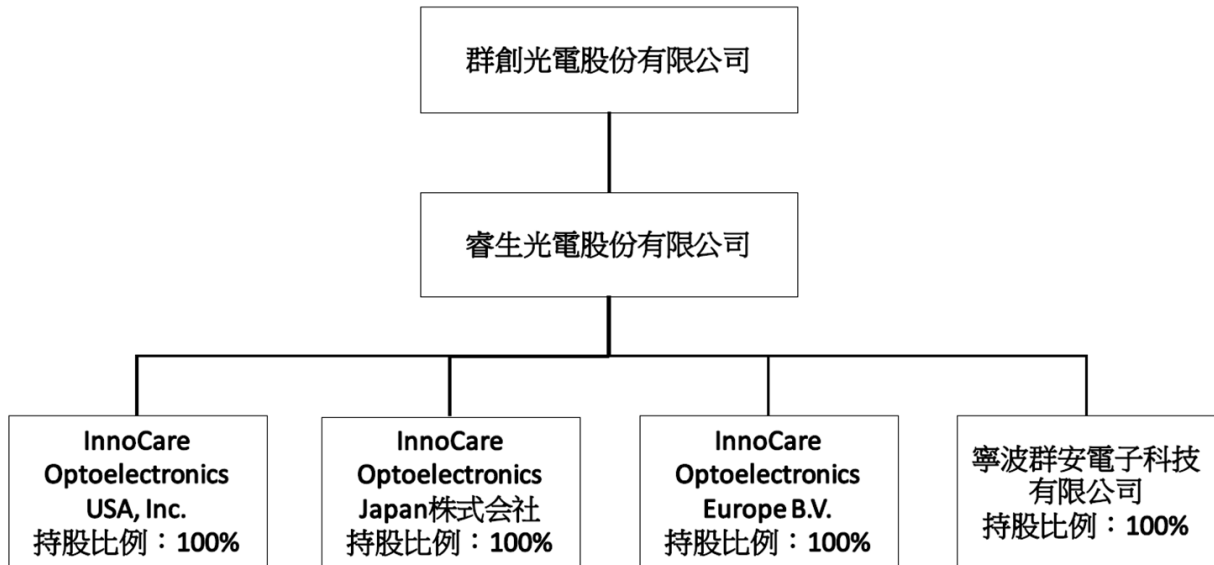 群創光電股份有限公司
睿生光電股份有限公司
InnoCare
Optoelectronics
USA, Inc.
持股比例：100%
InnoCare
Optoelectronics
Japan株式会社
持股比例：100%
InnoCare
Optoelectronics
Europe B.V.
持股比例：100%
寧波群安電子科技
有限公司
持股比例：100%